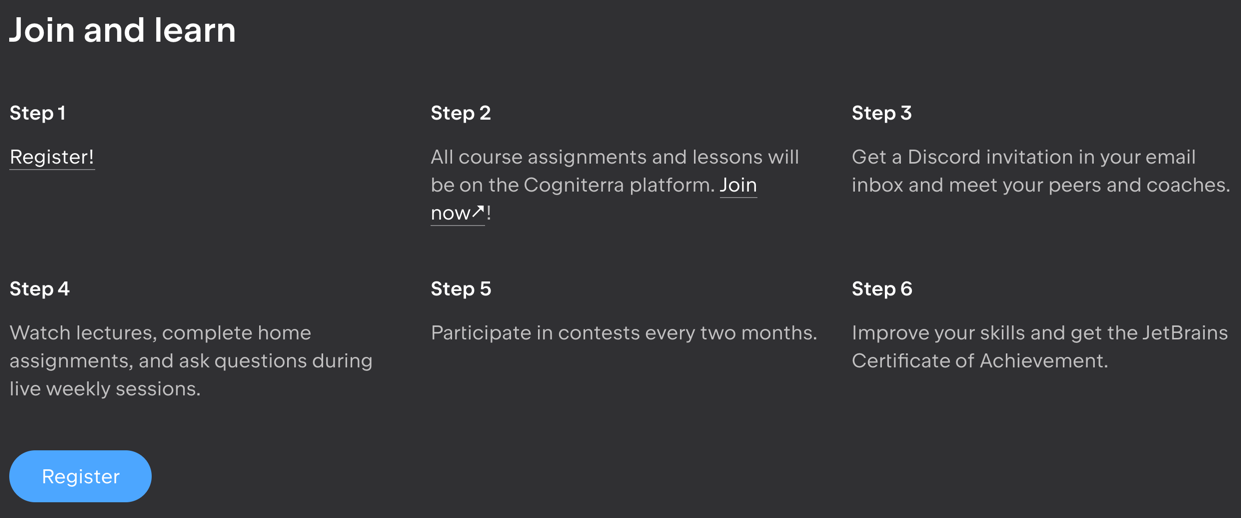 Join and learn
Step 1
Register!
Step 2
All course assignments and lessons will
be on the Cogniterra platform. Join
now↗!
Step 3
Get a Discord invitation in your email
inbox and meet your peers and coaches.
Step 4
Watch lectures, complete home
assignments, and ask questions during
live weekly sessions.
Step 5
Participate in contests every two months.
Step 6
Improve your skills and get the JetBrains
Certificate of Achievement.
Register